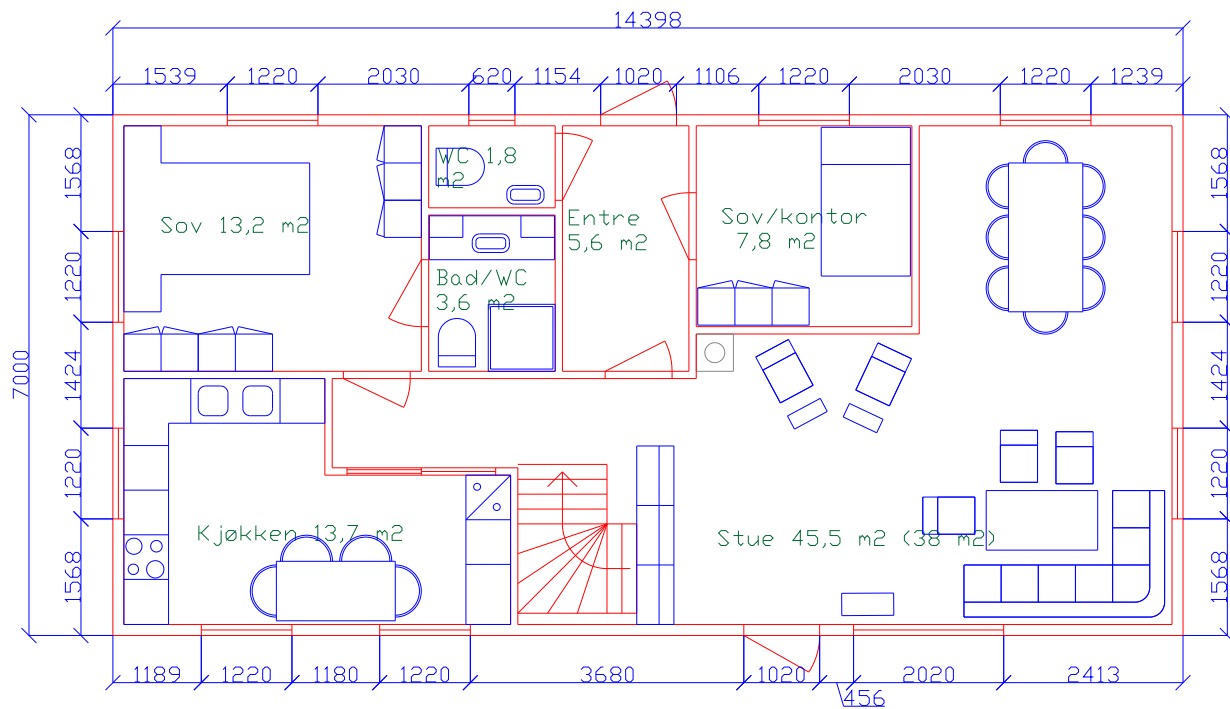 14398
1539 1220 2030 620 1154 1020 1106 1220 2030 1220 1239
7000
1568
1220
1424
1220
1568
WC 1,8
m2
Sov 13,2 m2
Bad/WC
3,6 m2
Entre
5,6 m2
Sov/kontor
7,8 m2
Kjøkken 13,7 m2
Stue 45,5 m2 (38 m2)
1568
1220
1424
1220
1568
1189 1220 1180 1220 3680 1020 456 2020 2413